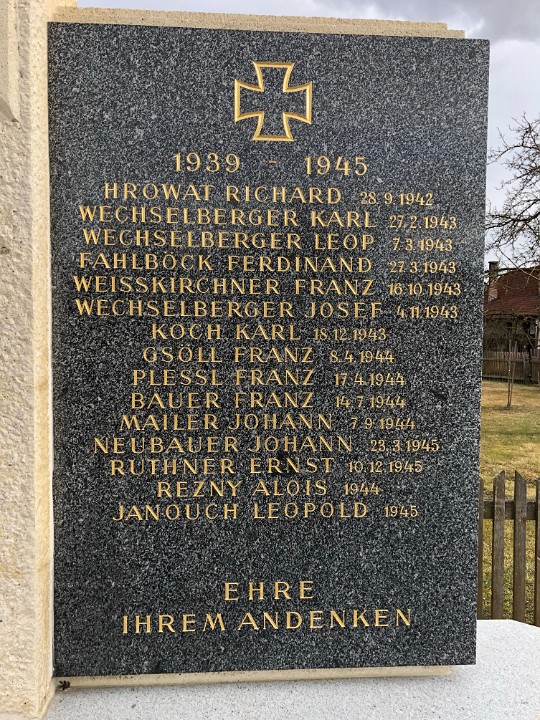 1939 - 1945
HROWAT RICHARD 28.9.1942
WECHSELBERGER KARL 27.2.1943
WECHSELBERGER LEOP 7.3.1943
FAHLBÖCK FERDINAND 27.3.1943
WEISSKIRCHNER FRANZ 16.10.1943
WECHSELBERGER JOSEF 4.11.1943
KOCH KARL 18.12.1943
GSÖLL FRANZ 8.4.1944
PLESSL FRANZ 17.4.1944
BAUER FRANZ 14.7.1944
MAILER JOHANN 7.9.1944
NEUBAUER JOHANN 23.3.1945
RUTHNER ERNST 10.12.1945
REZNY ALOIS 1944
JANOUCH LEOPOLD 1945
EHRE
IHREM ANDENKEN